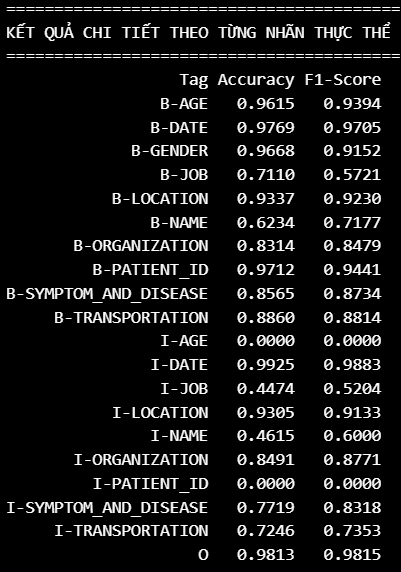 ==========================================
KẾT QUẢ CHI TIẾT THEO TỪNG NHÃN THỰC THỂ
==========================================
Tag Accuracy F1-Score
B-AGE 0.9615 0.9394
B-DATE 0.9769 0.9705
B-GENDER 0.9668 0.9152
B-JOB 0.7110 0.5721
B-LOCATION 0.9337 0.9230
B-NAME 0.6234 0.7177
B-ORGANIZATION 0.8314 0.8479
B-PATIENT_ID 0.9712 0.9441
B-SYMPTOM_AND_DISEASE 0.8565 0.8734
B-TRANSPORTATION 0.8860 0.8814
I-AGE 0.0000 0.0000
I-DATE 0.9925 0.9883
I-JOB 0.4474 0.5204
I-LOCATION 0.9305 0.9133
I-NAME 0.4615 0.6000
I-ORGANIZATION 0.8491 0.8771
I-PATIENT_ID 0.0000 0.0000
I-SYMPTOM_AND_DISEASE 0.7719 0.8318
I-TRANSPORTATION 0.7246 0.7353
O 0.9813 0.9815